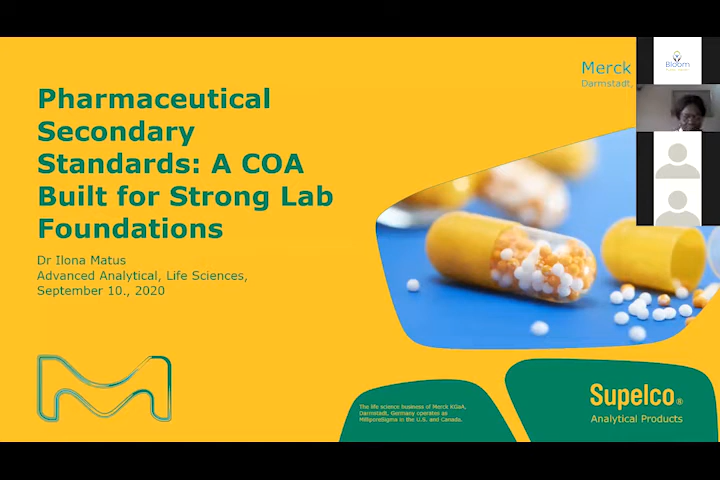 Pharmaceutical
Secondary
Standards: A COA
Built for Strong Lab
Foundations
Dr Ilona Matus
Advanced Analytical, Life Sciences,
September 10., 2020
Merck
Darmstadt,
Bloom
The life science business of Merck KGaA,
Darmstadt, Germany operates as
MilliporeSigma in the U.S. and Canada.
Supelco®
Analytical Products